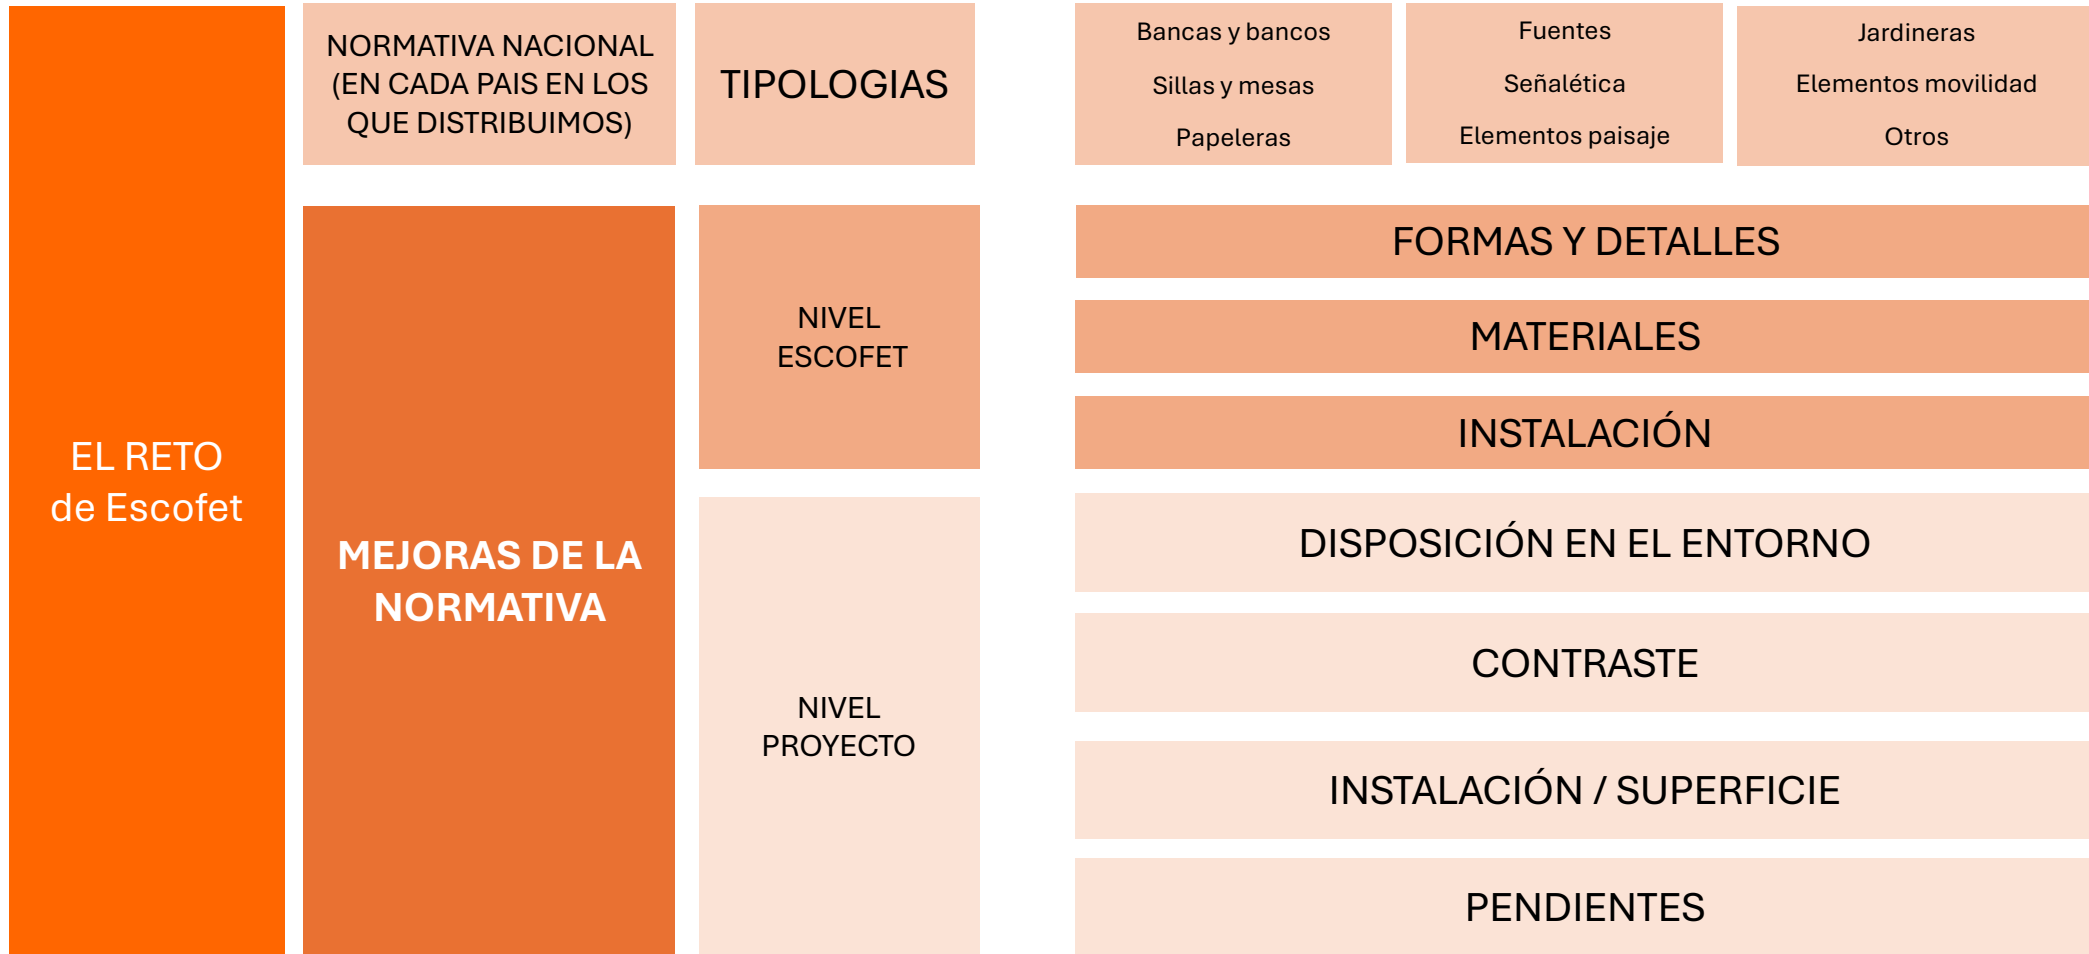 EL RETO
de Escofet
NORMATIVA NACIONAL
(EN CADA PAIS EN LOS
QUE DISTRIBUIMOS)
TIPOLOGIAS
Bancas y bancos
Sillas y mesas
Papeleras
Fuentes
Señalética
Elementos paisaje
Jardineras
Elementos movilidad
Otros
MEJORAS DE LA
NORMATIVA
NIVEL
ESCOFET
FORMAS Y DETALLES
MATERIALES
INSTALACIÓN
NIVEL
PROYECTO
DISPOSICIÓN EN EL ENTORNO
CONTRASTE
INSTALACIÓN / SUPERFICIE
PENDIENTES